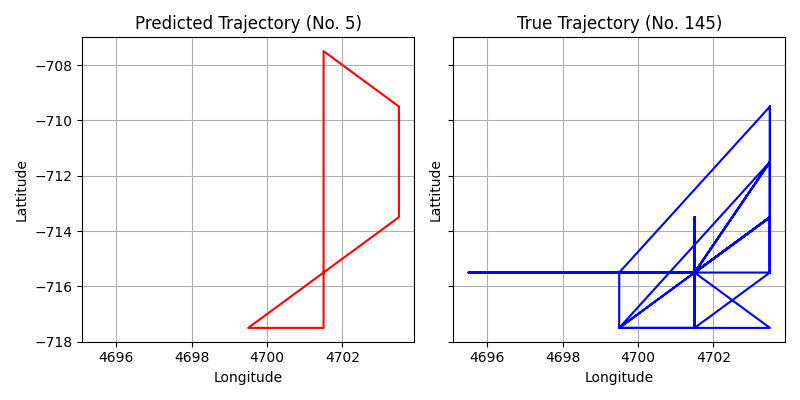 Predicted Trajectory (No. 5)
True Trajectory (No. 145)
−708
−710
−712
−714
−716
−718
Lattitude
Lattitude
4696 4698 4700 4702
4696 4698 4700 4702
Longitude
Longitude